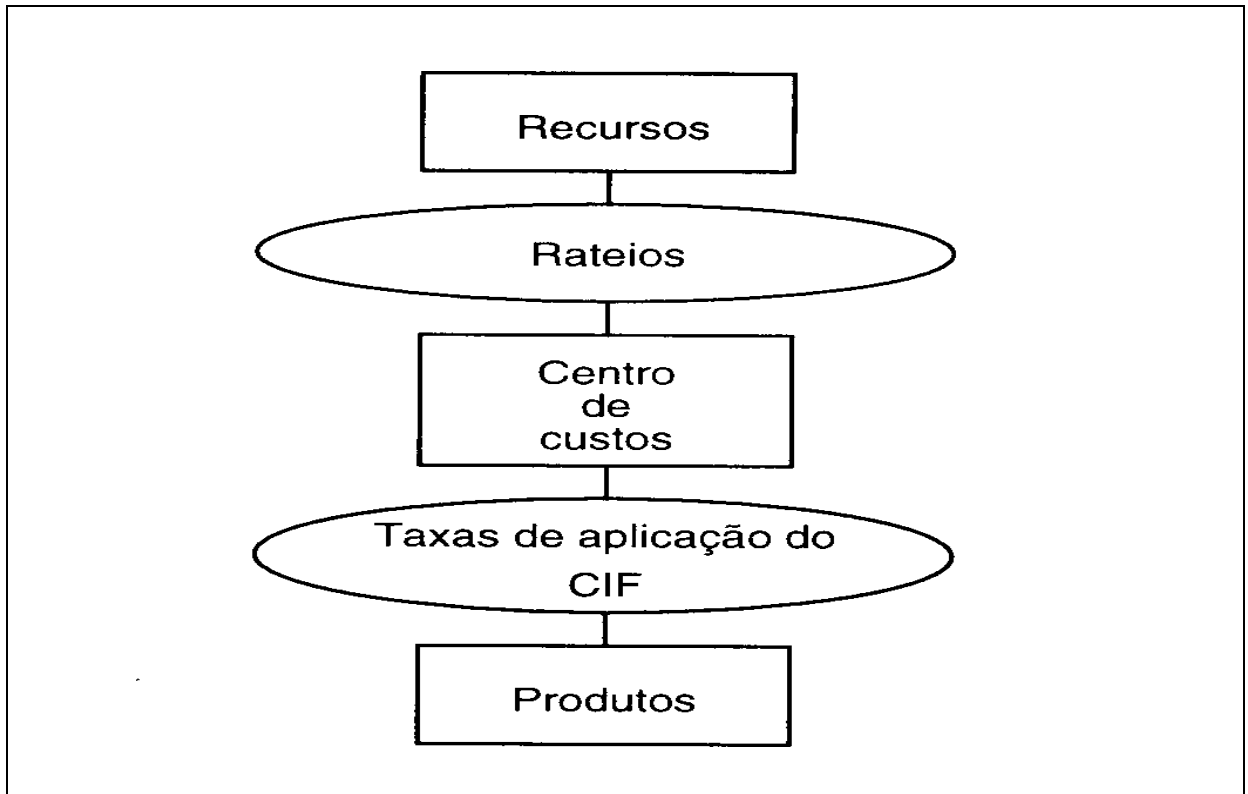 Recursos
Rateios
Centro
de
custos
Taxas de aplicação do
CIF
Produtos